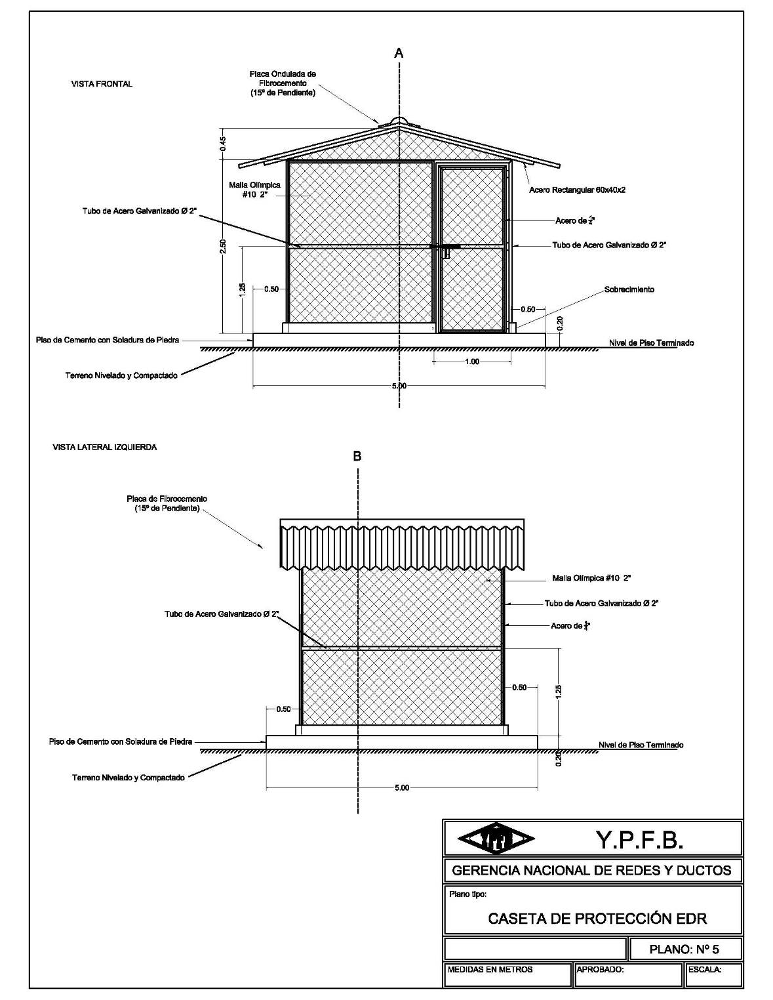 A
VISTA FRONTAL
Placa Ondulada de
Fibrocemento
(15º de Pendiente)
0.45
Malla Olímpica
#10 2"
Acero Rectangular 60x40x2
Tubo de Acero Galvanizado Ø 2"
Acero de 1/4"
2.50
Tubo de Acero Galvanizado Ø 2"
1.25
0.50
Sobrecimiento
0.50
0.20
Piso de Cemento con Soladura de Piedra
Nivel de Piso Terminado
1.00
Terreno Nivelado y Compactado
5.00
VISTA LATERAL IZQUIERDA
B
Placa de Fibrocemento
(15º de Pendiente)
Malla Olímpica #10 2"
Tubo de Acero Galvanizado Ø 2"
Tubo de Acero Galvanizado Ø 2"
Acero de 1/4"
0.50
1.25
0.50
Piso de Cemento con Soladura de Piedra
Nivel de Piso Terminado
0.20
Terreno Nivelado y Compactado
5.00
YPFB
Y.P.F.B.
GERENCIA NACIONAL DE REDES Y DUCTOS
Plano tipo:
CASETA DE PROTECCIÓN EDR
PLANO: Nº 5
MEDIDAS EN METROS
APROBADO:
ESCALA: